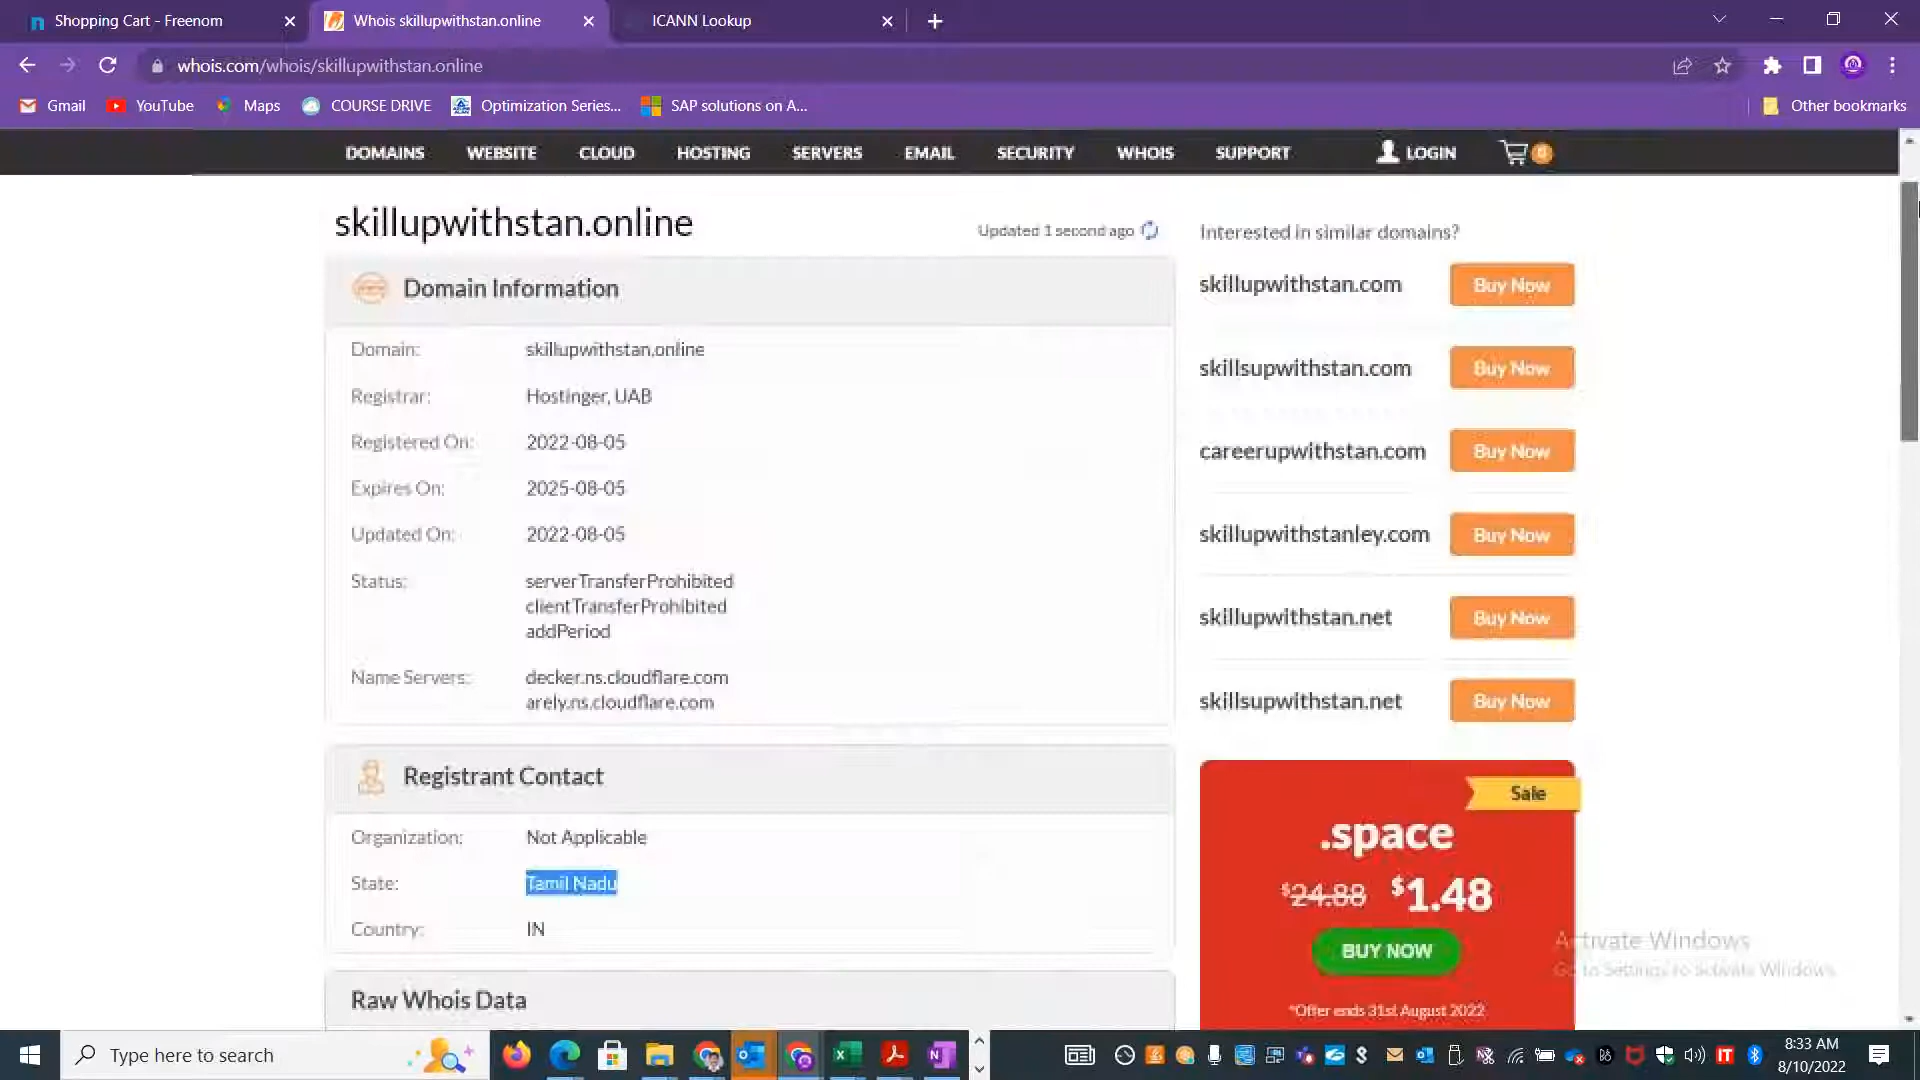 Shopping Cart - Freenom
Whois skillupwithstan.online
ICANN Lookup
whois.com/whois/skillupwithstan.online
Gmail
YouTube
Maps
COURSE DRIVE
Optimization Series...
SAP solutions on A...
Other bookmarks
DOMAINS
WEBSITE
CLOUD
HOSTING
SERVERS
EMAIL
SECURITY
WHOIS
SUPPORT
LOGIN
0
skillupwithstan.online
Updated 1 second ago
Domain Information
Domain: skillupwithstan.online
Registrar: Hostinger, UAB
Registered On: 2022-08-05
Expires On: 2025-08-05
Updated On: 2022-08-05
Status: serverTransferProhibited
clientTransferProhibited
addPeriod
Name Servers: decker.ns.cloudflare.com
arely.ns.cloudflare.com
Registrant Contact
Organization: Not Applicable
State: Tamil Nadu
Country: IN
Raw Whois Data
Interested in similar domains?
skillupwithstan.com Buy Now
skillsupwithstan.com Buy Now
careerupwithstan.com Buy Now
skillupwithstanley.com Buy Now
skillupwithstan.net Buy Now
skillsupwithstan.net Buy Now
Sale
.space
$24.88 $1.48
BUY NOW
*Offer ends 31st August 2022
Activate Windows
Go to Settings to activate Windows.
Type here to search
8:33 AM
8/10/2022